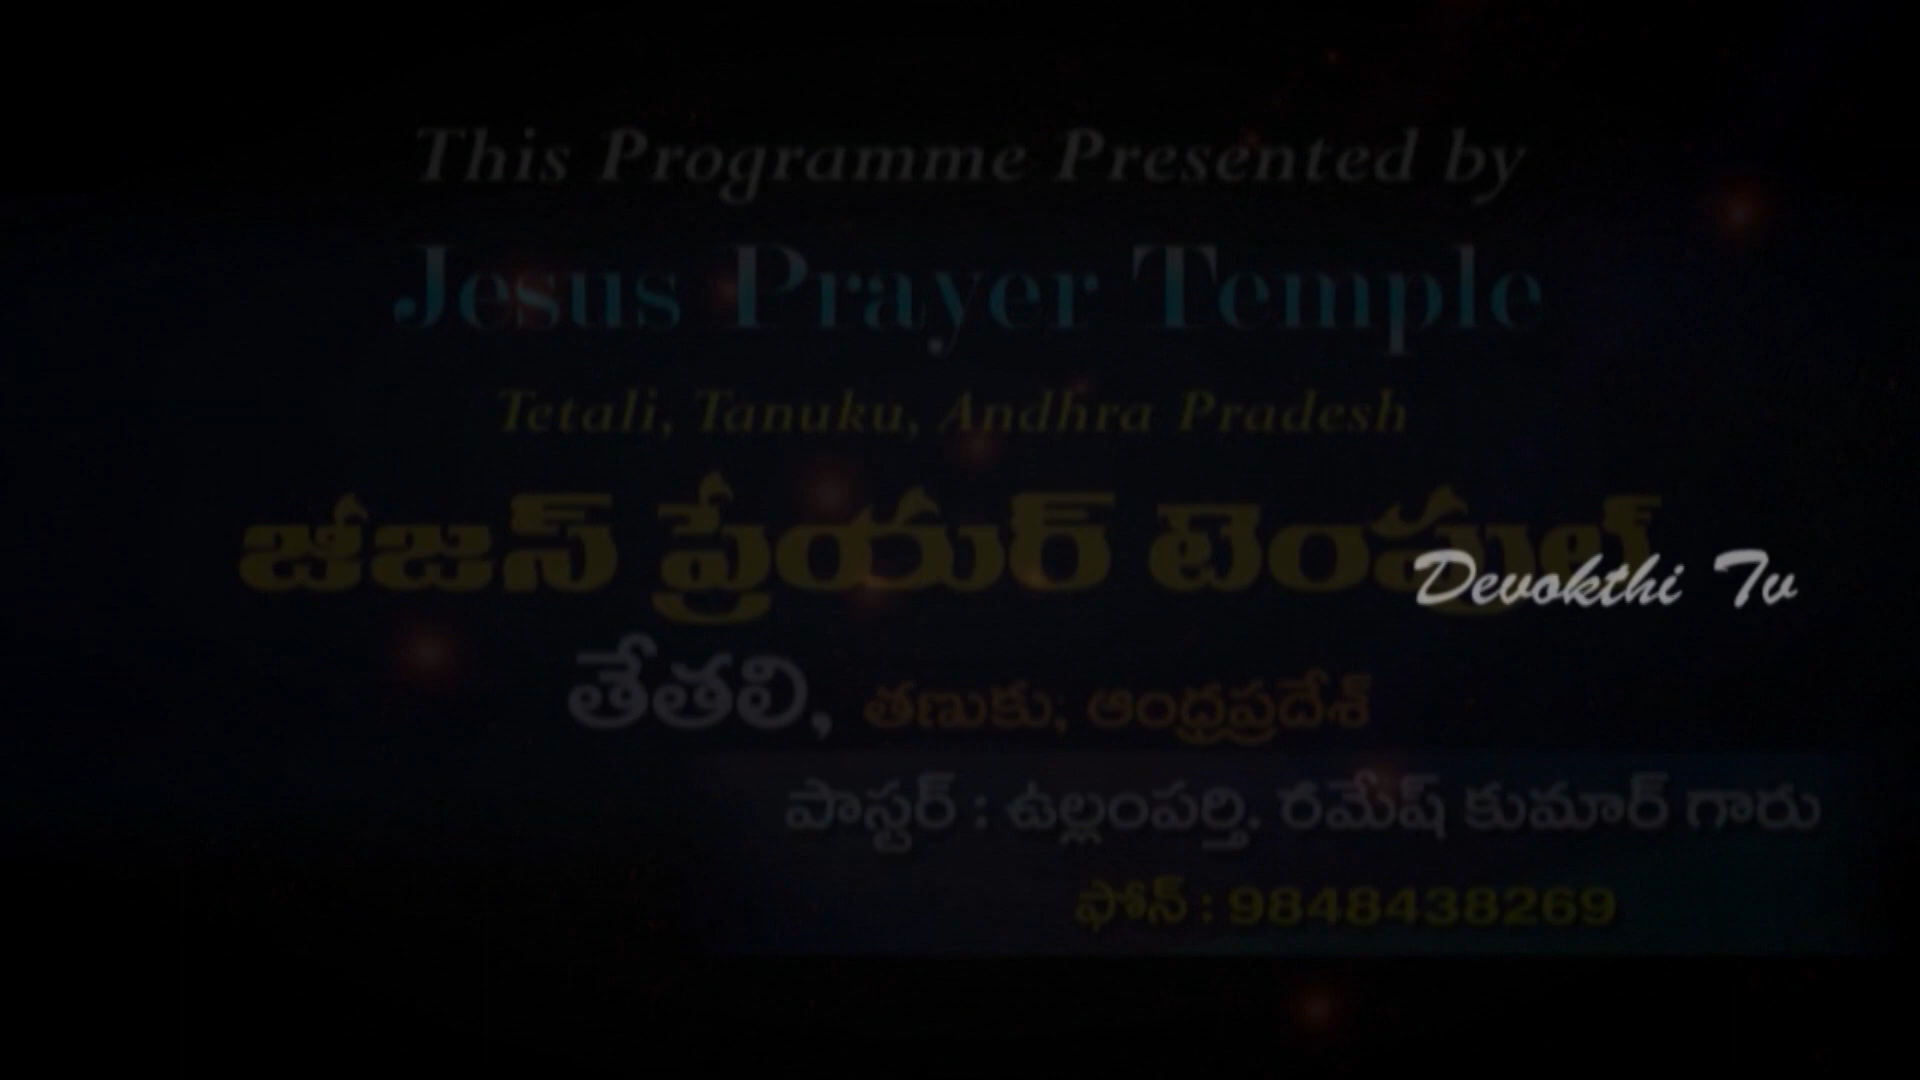 This Programme Presented by
Jesus Prayer Temple
Tetali, Tanuku, Andhra Pradesh
జీజస్ ప్రేయర్ టెంపుల్
Devokthi Tv
తేతలి, తణుకు, ఆంధ్రప్రదేశ్
పాస్టర్ : ఉల్లంపర్తి. రమేష్ కుమార్ గారు
ఫోన్ : 9848438269